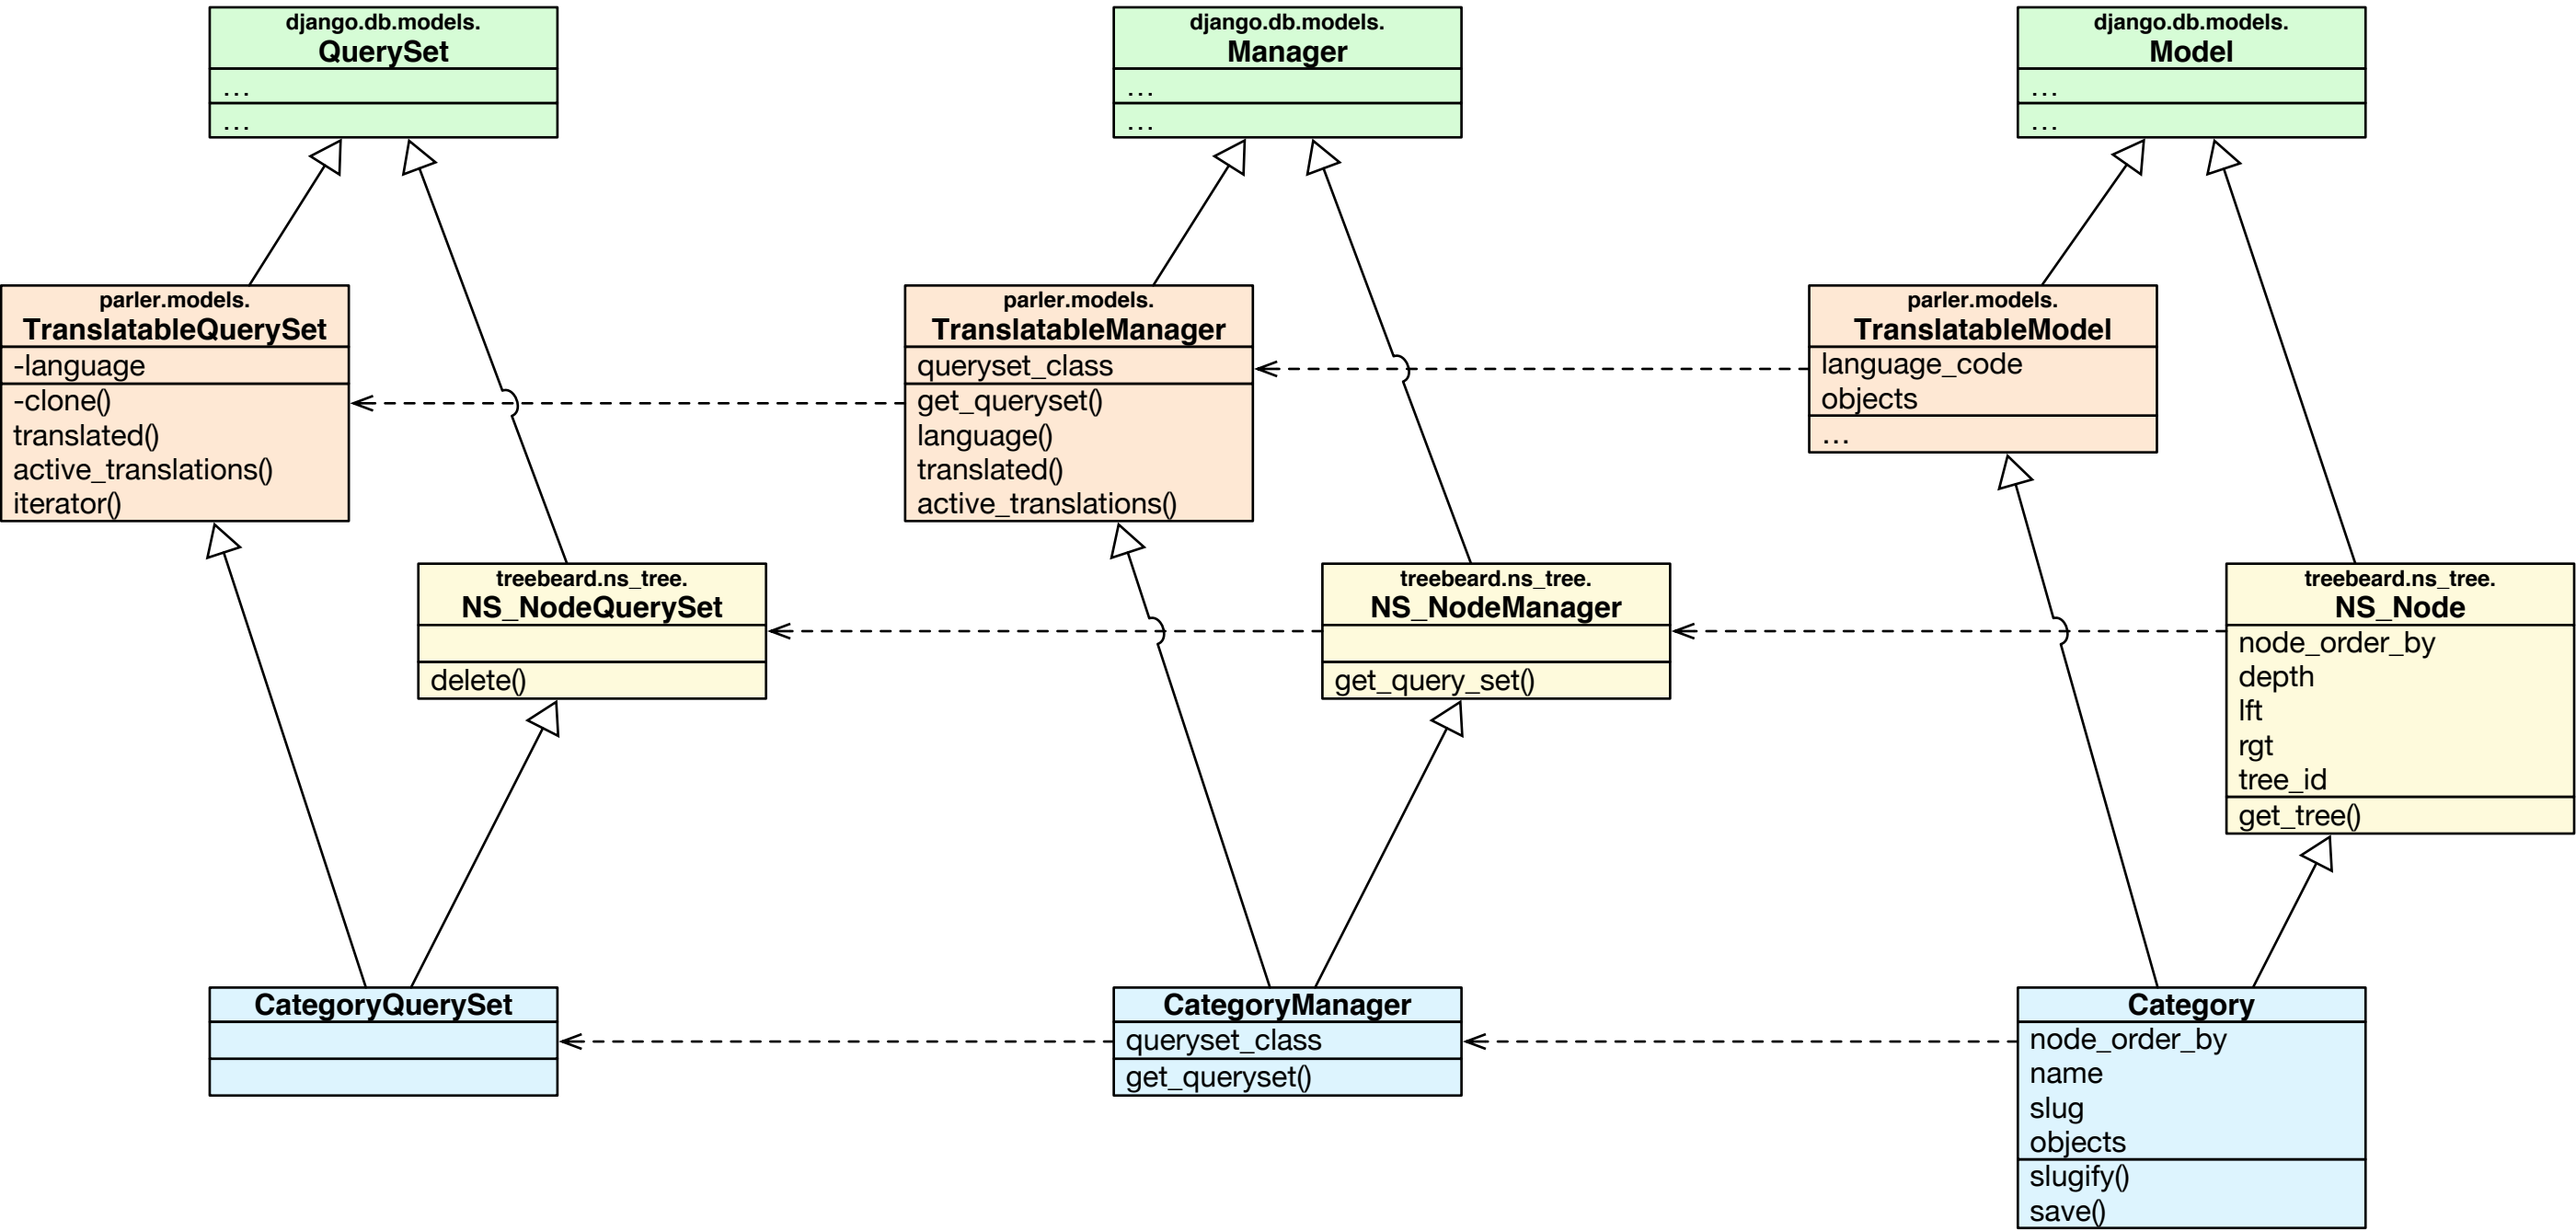 django.db.models.
QuerySet
...
...
django.db.models.
Manager
...
...
django.db.models.
Model
...
...
parler.models.
TranslatableQuerySet
-language
-clone()
translated()
active_translations()
iterator()
parler.models.
TranslatableManager
queryset_class
get_queryset()
language()
translated()
active_translations()
parler.models.
TranslatableModel
language_code
objects
...
treebeard.ns_tree.
NS_NodeQuerySet
delete()
treebeard.ns_tree.
NS_NodeManager
get_query_set()
treebeard.ns_tree.
NS_Node
node_order_by
depth
lft
rgt
tree_id
get_tree()
CategoryQuerySet
CategoryManager
queryset_class
get_queryset()
Category
node_order_by
name
slug
objects
slugify()
save()